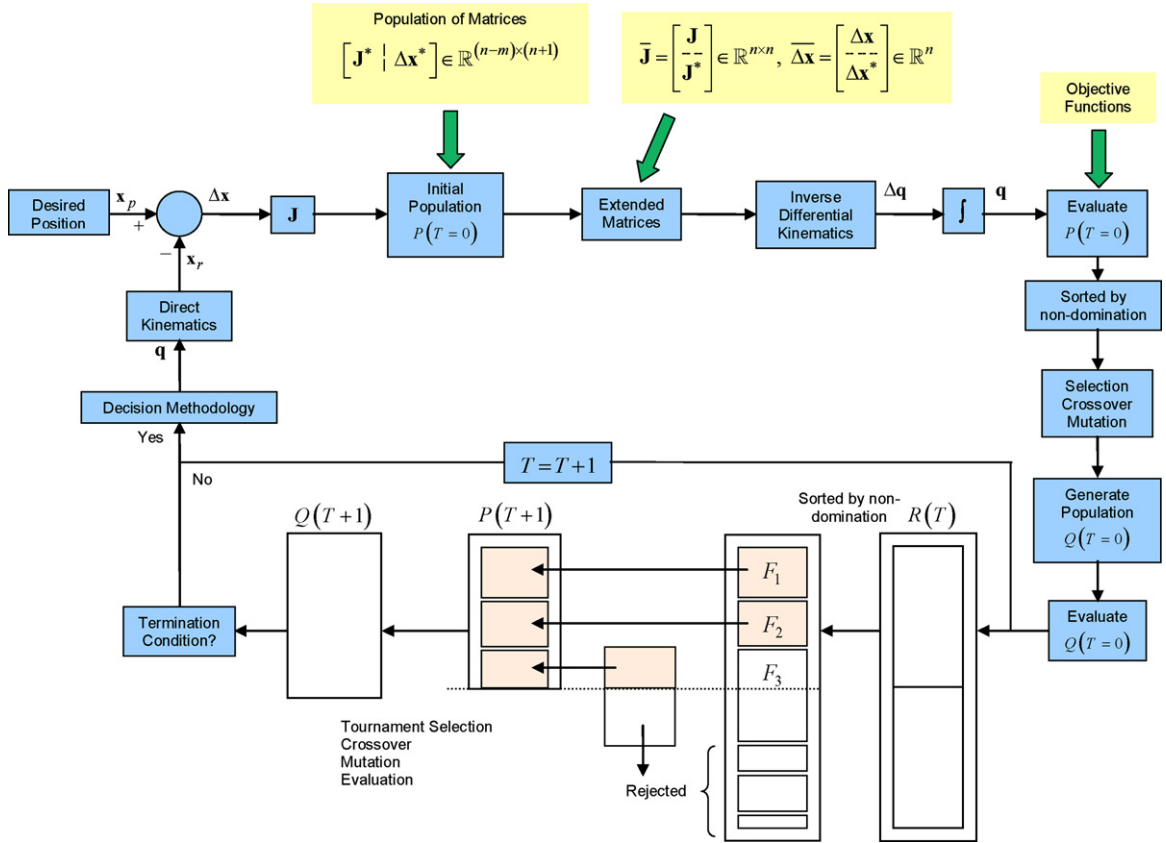 Population of Matrices
[J* ¦ Δx*] ∈ ℝ^(n−m)×(n+1)
J̅ = [J / J*] ∈ ℝ^n×n, Δx̅ = [Δx / Δx*] ∈ ℝ^n
Objective
Functions
Desired
Position
x_p
+
−
x_r
Δx
J
Initial
Population
P(T = 0)
Extended
Matrices
Inverse
Differential
Kinematics
Δq
∫
q
Evaluate
P(T = 0)
Sorted by
non-domination
Selection
Crossover
Mutation
Generate
Population
Q(T = 0)
Evaluate
Q(T = 0)
Direct
Kinematics
q
Decision Methodology
Yes
No
T = T + 1
Termination
Condition?
Q(T + 1)
P(T + 1)
Sorted by non-
domination
R(T)
F_1
F_2
F_3
Tournament Selection
Crossover
Mutation
Evaluation
Rejected